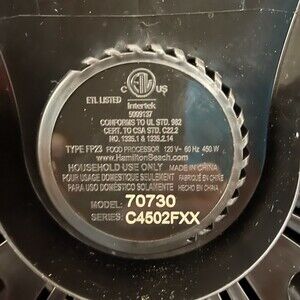 C ETL US
ETL LISTED Intertek
5009137
CONFORMS TO UL STD. 982
CERT. TO CSA STD. C22.2
NO. 1335.1 & 1335.2.14
TYPE FP23 FOOD PROCESSOR 120 V~ 60 Hz 450 W
www.HamiltonBeach.com
HOUSEHOLD USE ONLY MADE IN CHINA
POUR USAGE DOMESTIQUE SEULEMENT FABRIQUÉ EN CHINE
PARA USO DOMÉSTICO SOLAMENTE HECHO EN CHINA
MODEL: 70730
SERIES: C4502FXX